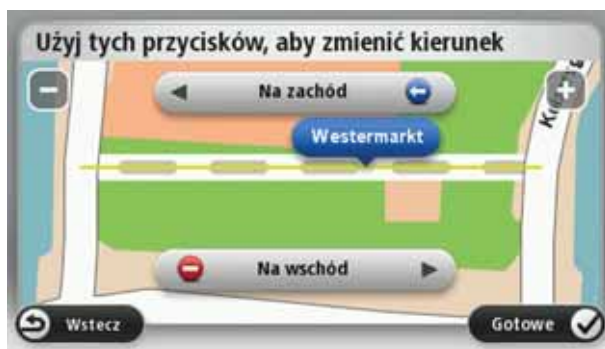 Użyj tych przycisków, aby zmienić kierunek
Na zachód
Westermarkt
Na wschód
Wstecz
Gotowe